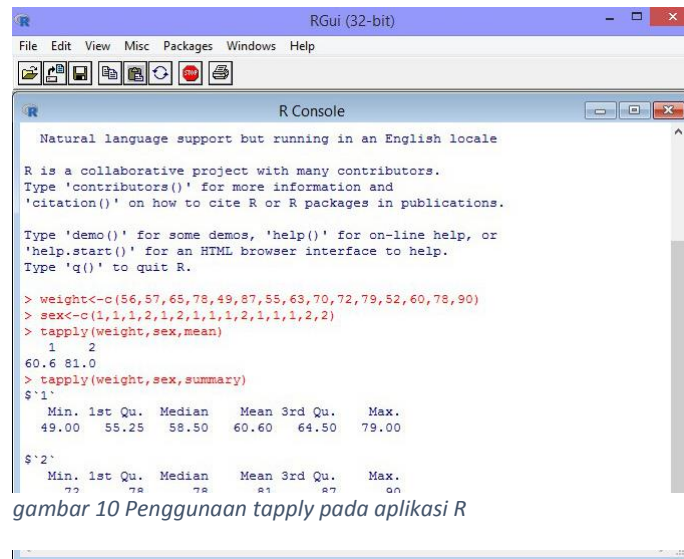 RGui (32-bit)
File Edit View Misc Packages Windows Help
STOP
R Console
Natural language support but running in an English locale
R is a collaborative project with many contributors.
Type 'contributors()' for more information and
'citation()' on how to cite R or R packages in publications.
Type 'demo()' for some demos, 'help()' for on-line help, or
'help.start()' for an HTML browser interface to help.
Type 'q()' to quit R.
> weight<-c(56,57,65,78,49,87,55,63,70,72,79,52,60,78,90)
> sex<-c(1,1,1,2,1,2,1,1,1,2,1,1,1,2,2)
> tapply(weight,sex,mean)
1 2
60.6 81.0
> tapply(weight,sex,summary)
$`1`
Min. 1st Qu. Median Mean 3rd Qu. Max.
49.00 55.25 58.50 60.60 64.50 79.00
$`2`
Min. 1st Qu. Median Mean 3rd Qu. Max.
72 78 78 81 87 90
gambar 10 Penggunaan tapply pada aplikasi R